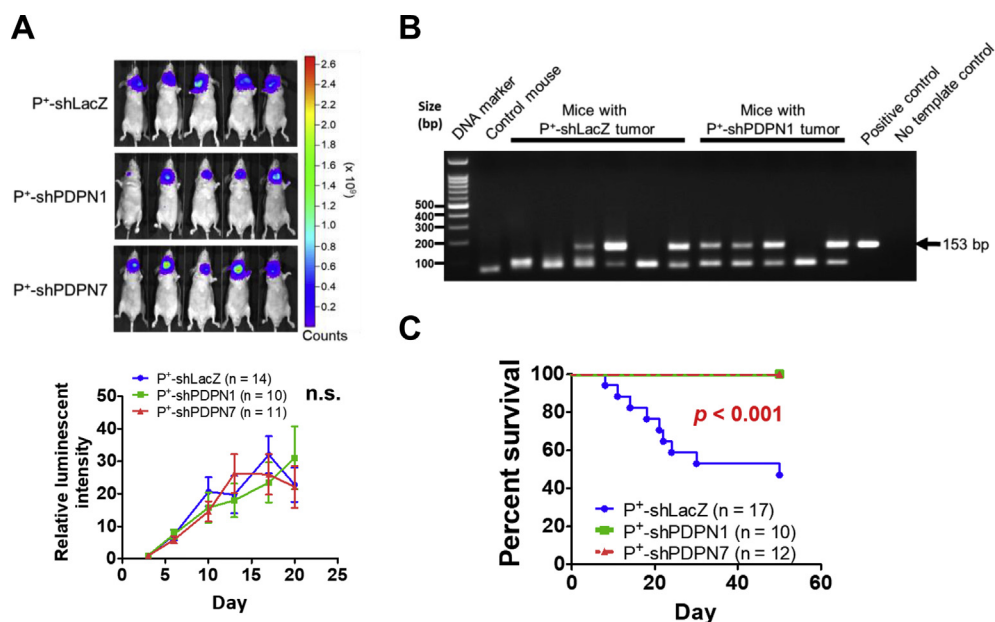 A
P⁺-shLacZ
P⁺-shPDPN1
P⁺-shPDPN7
2.6
2.4
2.2
2.0
1.8
1.6
1.4
1.2
1.0
0.8
0.6
0.4
0.2
(x 10⁹)
Counts
P⁺-shLacZ (n = 14)
P⁺-shPDPN1 (n = 10)
P⁺-shPDPN7 (n = 11)
n.s.
Relative luminescent
intensity
50
40
30
20
10
0
0 5 10 15 20 25
Day
B
Size
(bp)
DNA marker
Control mouse
Mice with
P⁺-shLacZ tumor
Mice with
P⁺-shPDPN1 tumor
Positive control
No template control
500
400
300
200
100
153 bp
C
Percent survival
100
80
60
40
20
0
p < 0.001
P⁺-shLacZ (n = 17)
P⁺-shPDPN1 (n = 10)
P⁺-shPDPN7 (n = 12)
0 20 40 60
Day